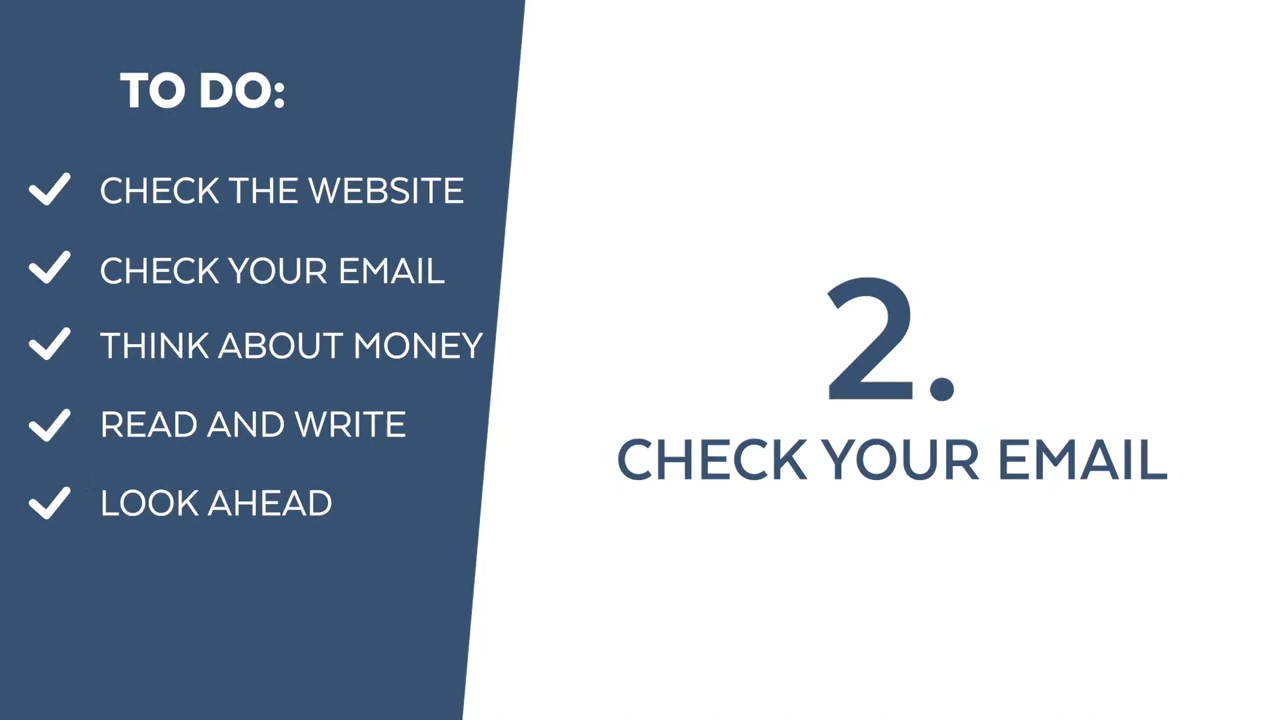 TO DO:
CHECK THE WEBSITE
CHECK YOUR EMAIL
THINK ABOUT MONEY
READ AND WRITE
LOOK AHEAD
2.
CHECK YOUR EMAIL